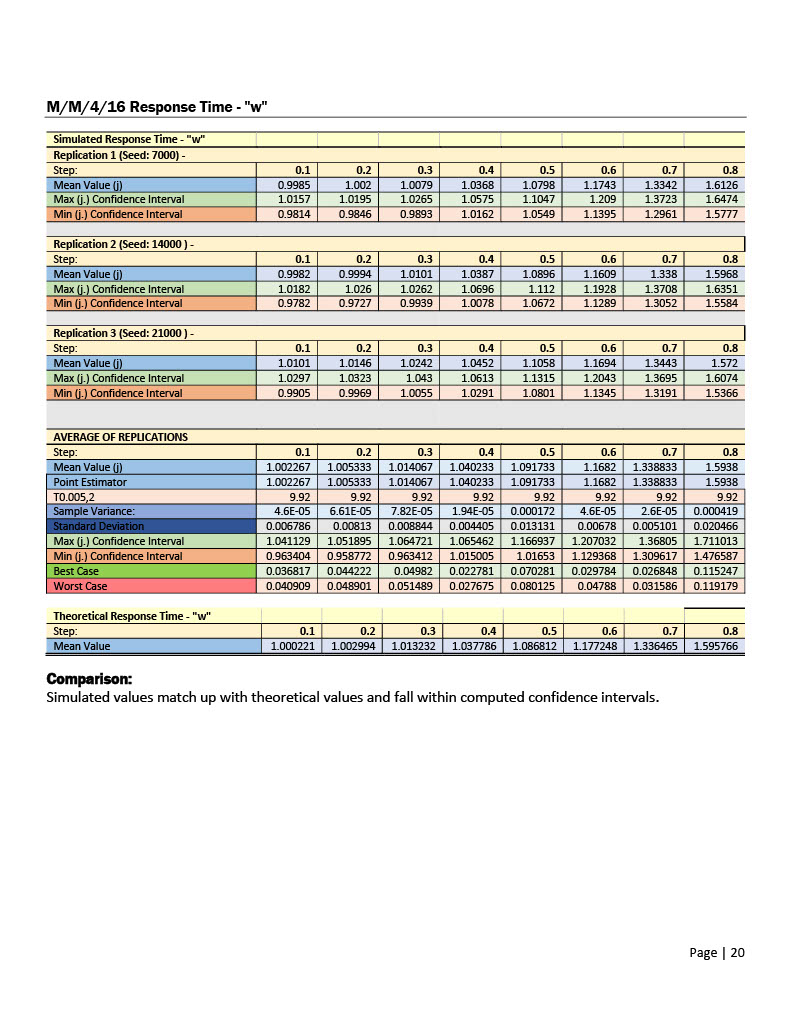 M/M/4/16 Response Time - "w"
Simulated Response Time - "w"
Replication 1 (Seed: 7000) -
Step: 0.1 0.2 0.3 0.4 0.5 0.6 0.7 0.8
Mean Value (j) 0.9985 1.002 1.0079 1.0368 1.0798 1.1743 1.3342 1.6126
Max (j.) Confidence Interval 1.0157 1.0195 1.0265 1.0575 1.1047 1.209 1.3723 1.6474
Min (j.) Confidence Interval 0.9814 0.9846 0.9893 1.0162 1.0549 1.1395 1.2961 1.5777
Replication 2 (Seed: 14000 ) -
Step: 0.1 0.2 0.3 0.4 0.5 0.6 0.7 0.8
Mean Value (j) 0.9982 0.9994 1.0101 1.0387 1.0896 1.1609 1.338 1.5968
Max (j.) Confidence Interval 1.0182 1.026 1.0262 1.0696 1.112 1.1928 1.3708 1.6351
Min (j.) Confidence Interval 0.9782 0.9727 0.9939 1.0078 1.0672 1.1289 1.3052 1.5584
Replication 3 (Seed: 21000 ) -
Step: 0.1 0.2 0.3 0.4 0.5 0.6 0.7 0.8
Mean Value (j) 1.0101 1.0146 1.0242 1.0452 1.1058 1.1694 1.3443 1.572
Max (j.) Confidence Interval 1.0297 1.0323 1.043 1.0613 1.1315 1.2043 1.3695 1.6074
Min (j.) Confidence Interval 0.9905 0.9969 1.0055 1.0291 1.0801 1.1345 1.3191 1.5366
AVERAGE OF REPLICATIONS
Step: 0.1 0.2 0.3 0.4 0.5 0.6 0.7 0.8
Mean Value (j) 1.002267 1.005333 1.014067 1.040233 1.091733 1.1682 1.338833 1.5938
Point Estimator 1.002267 1.005333 1.014067 1.040233 1.091733 1.1682 1.338833 1.5938
T0.005,2 9.92 9.92 9.92 9.92 9.92 9.92 9.92 9.92
Sample Variance: 4.6E-05 6.61E-05 7.82E-05 1.94E-05 0.000172 4.6E-05 2.6E-05 0.000419
Standard Deviation 0.006786 0.00813 0.008844 0.004405 0.013131 0.00678 0.005101 0.020466
Max (j.) Confidence Interval 1.041129 1.051895 1.064721 1.065462 1.166937 1.207032 1.36805 1.711013
Min (j.) Confidence Interval 0.963404 0.958772 0.963412 1.015005 1.01653 1.129368 1.309617 1.476587
Best Case 0.036817 0.044222 0.04982 0.022781 0.070281 0.029784 0.026848 0.115247
Worst Case 0.040909 0.048901 0.051489 0.027675 0.080125 0.04788 0.031586 0.119179
Theoretical Response Time - "w"
Step: 0.1 0.2 0.3 0.4 0.5 0.6 0.7 0.8
Mean Value 1.000221 1.002994 1.013232 1.037786 1.086812 1.177248 1.336465 1.595766
Comparison:
Simulated values match up with theoretical values and fall within computed confidence intervals.
Page | 20